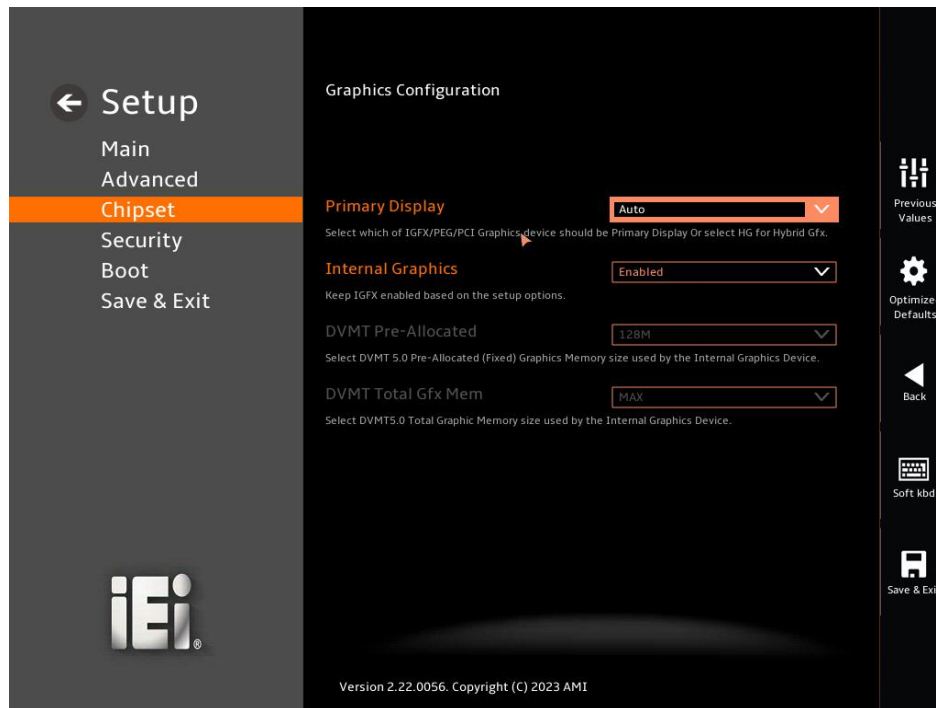 Setup
Main
Advanced
Chipset
Security
Boot
Save & Exit
iEi®
Graphics Configuration
Primary Display
Auto
Select which of IGFX/PEG/PCI Graphics device should be Primary Display Or select HG for Hybrid Gfx.
Internal Graphics
Enabled
Keep IGFX enabled based on the setup options.
DVMT Pre-Allocated
128M
Select DVMT 5.0 Pre-Allocated (Fixed) Graphics Memory size used by the Internal Graphics Device.
DVMT Total Gfx Mem
MAX
Select DVMT5.0 Total Graphic Memory size used by the Internal Graphics Device.
Version 2.22.0056. Copyright (C) 2023 AMI
Previous
Values
Optimize
Defaults
Back
Soft kbd
Save & Exi